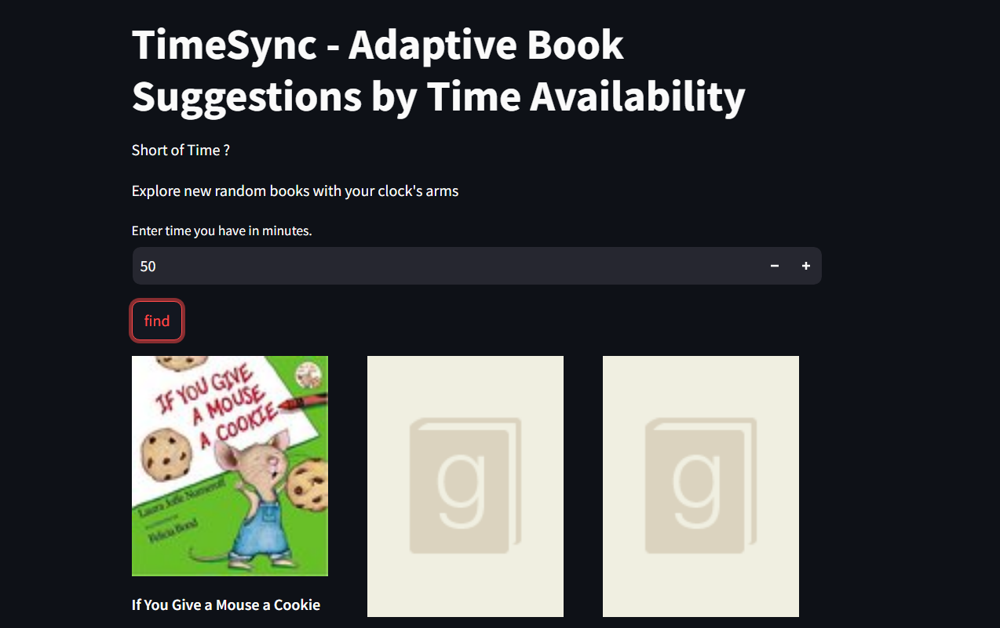 TimeSync - Adaptive Book
Suggestions by Time Availability
Short of Time ?
Explore new random books with your clock's arms
Enter time you have in minutes.
50
− +
find
IF YOU GIVE
A MOUSE
A COOKIE
Laura Joffe Numeroff
Felicia Bond
g
g
If You Give a Mouse a Cookie